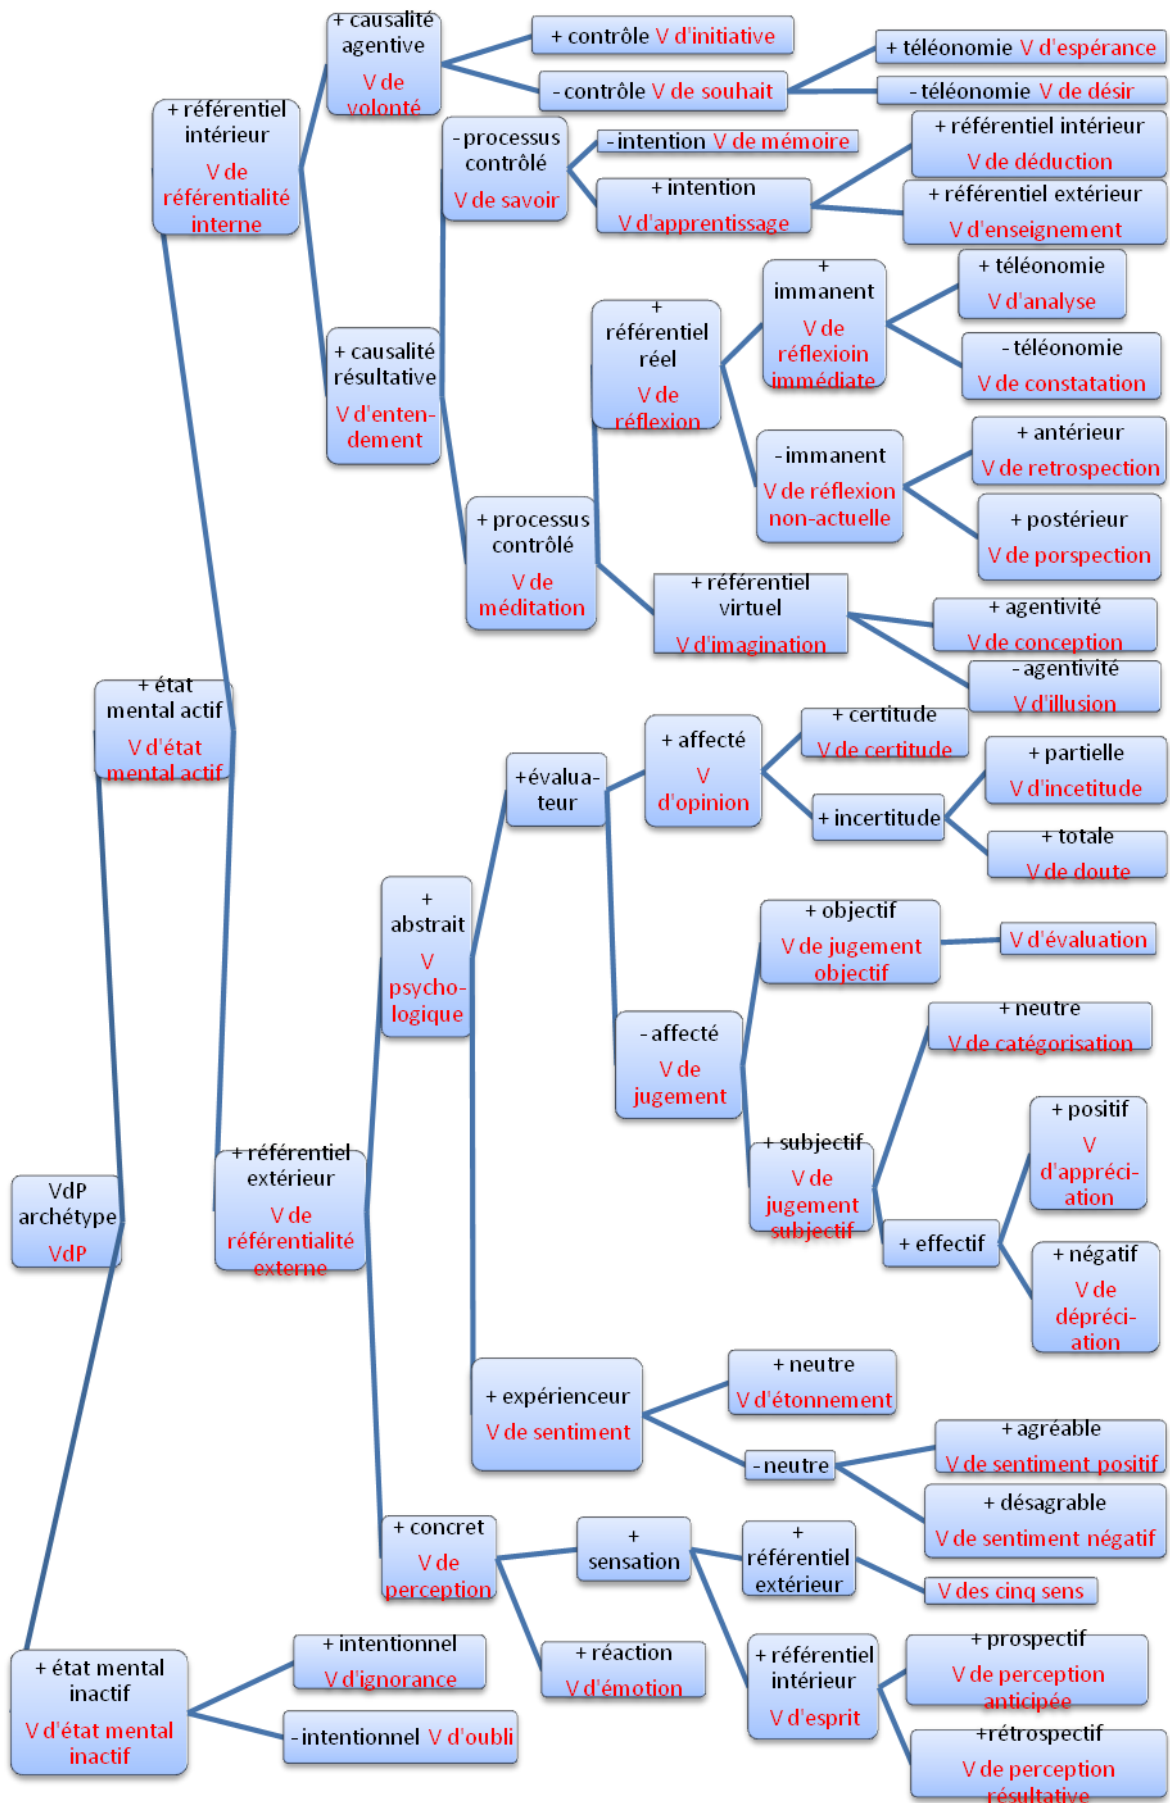 + causalité
agentive
V de
volonté
+ contrôle V d'initiative
- contrôle V de souhait
+ téléonomie V d'espérance
- téléonomie V de désir
+ référentiel
intérieur
V de
référentialité
interne
- processus
contrôlé
V de savoir
- intention V de mémoire
+ intention
V d'apprentissage
+ référentiel intérieur
V de déduction
+ référentiel extérieur
V d'enseignement
+ causalité
résultative
V d'enten-
dement
+
référentiel
réel
V de
réflexion
+
immanent
V de
réflexioin
immédiate
+ téléonomie
V d'analyse
- téléonomie
V de constatation
- immanent
V de réflexion
non-actuelle
+ antérieur
V de retrospection
+ postérieur
V de porspection
+ processus
contrôlé
V de
méditation
+ référentiel
virtuel
V d'imagination
+ agentivité
V de conception
- agentivité
V d'illusion
+ état
mental actif
V d'état
mental actif
+évalua-
teur
+ affecté
V
d'opinion
+ certitude
V de certitude
+ incertitude
+ partielle
V d'incetitude
+ totale
V de doute
+
abstrait
V
psycho-
logique
- affecté
V de
jugement
+ objectif
V de jugement
objectif
V d'évaluation
+ subjectif
V de
jugement
subjectif
+ neutre
V de catégorisation
+ effectif
+ positif
V
d'appréci-
ation
+ négatif
V de
dépréci-
ation
VdP
archétype
VdP
+ référentiel
extérieur
V de
référentialité
externe
+ expérienceur
V de sentiment
+ neutre
V d'étonnement
- neutre
+ agréable
V de sentiment positif
+ désagrable
V de sentiment négatif
+ concret
V de
perception
+
sensation
+
référentiel
extérieur
V des cinq sens
+ réaction
V d'émotion
+ référentiel
intérieur
V d'esprit
+ prospectif
V de perception
anticipée
+rétrospectif
V de perception
résultative
+ état mental
inactif
V d'état mental
inactif
+ intentionnel
V d'ignorance
- intentionnel V d'oubli